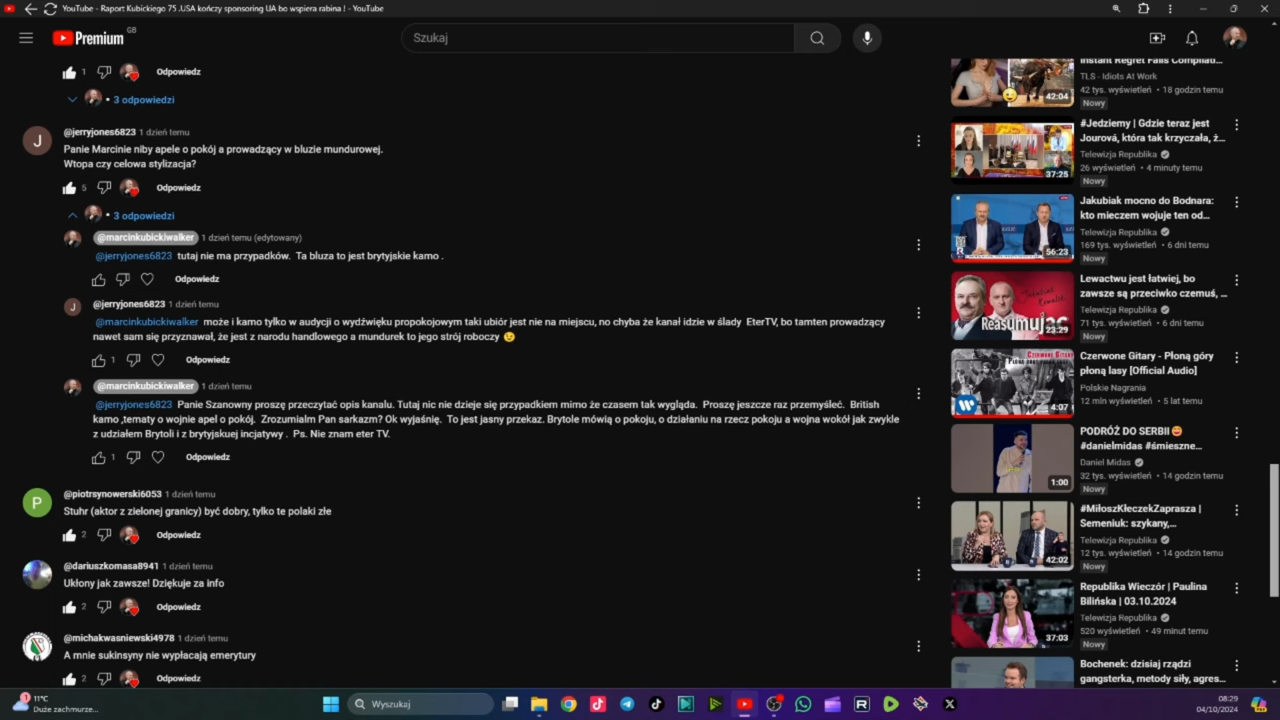 YouTube - Raport Kubickiego 75 .USA kończy sponsoring UA bo wspiera rabina ! - YouTube
Premium GB
Szukaj
1 Odpowiedz
• 3 odpowiedzi
J
@jerryjones6823 1 dzień temu
Panie Marcinie niby apele o pokój a prowadzący w bluzie mundurowej.
Wtopa czy celowa stylizacja?
5 Odpowiedz
• 3 odpowiedzi
@marcinkubickiwalker 1 dzień temu (edytowany)
@jerryjones6823 tutaj nie ma przypadków. Ta bluza to jest brytyjskie kamo .
Odpowiedz
J
@jerryjones6823 1 dzień temu
@marcinkubickiwalker może i kamo tylko w audycji o wydźwięku propokojowym taki ubiór jest nie na miejscu, no chyba że kanał idzie w ślady EterTV, bo tamten prowadzący
nawet sam się przyznawał, że jest z narodu handlowego a mundurek to jego strój roboczy 😉
1 Odpowiedz
@marcinkubickiwalker 1 dzień temu
@jerryjones6823 Panie Szanowny proszę przeczytać opis kanału. Tutaj nic nie dzieje się przypadkiem mimo że czasem tak wygląda. Proszę jeszcze raz przemyśleć. British
kamo ,tematy o wojnie apel o pokój. Zrozumialm Pan sarkazm? Ok wyjaśnię. To jest jasny przekaz. Brytole mówią o pokoju, o działaniu na rzecz pokoju a wojna wokół jak zwykle
z udziałem Brytoli i z brytyjskuej incjatywy . Ps. Nie znam eter TV.
1 Odpowiedz
P
@piotrsynowerski6053 1 dzień temu
Stuhr (aktor z zielonej granicy) być dobry, tylko te polaki złe
2 Odpowiedz
@dariuszkomasa8941 1 dzień temu
Ukłony jak zawsze! Dziękuje za info
2 Odpowiedz
@michakwasniewski4978 1 dzień temu
A mnie sukinsyny nie wypłacają emerytury
2 Odpowiedz
Instant Regret Fails Compilati...
TLS - Idiots At Work
42 tys. wyświetleń • 18 godzin temu
Nowy
42:04
#Jedziemy | Gdzie teraz jest
Jourová, która tak krzyczała, ż...
Telewizja Republika
26 wyświetleń • 4 minuty temu
Nowy
37:25
Jakubiak mocno do Bodnara:
kto mieczem wojuje ten od...
Telewizja Republika
169 tys. wyświetleń • 6 dni temu
Nowy
56:23
Lewactwu jest łatwiej, bo
zawsze są przeciwko czemuś, ...
Telewizja Republika
71 tys. wyświetleń • 6 dni temu
Nowy
Reasumując
23:29
Czerwone Gitary - Płoną góry
płoną lasy [Official Audio]
Polskie Nagrania
12 mln wyświetleń • 5 lat temu
Czerwone Gitary
4:07
PODRÓŻ DO SERBII😍
#danielmidas #śmieszne...
Daniel Midas
32 tys. wyświetleń • 14 godzin temu
Nowy
1:00
#MiłoszKłeczekZaprasza |
Semeniuk: szykany,...
Telewizja Republika
12 tys. wyświetleń • 14 godzin temu
Nowy
42:02
Republika Wieczór | Paulina
Bilińska | 03.10.2024
Telewizja Republika
520 wyświetleń • 49 minut temu
Nowy
37:03
Bochenek: dzisiaj rządzi
gangsterka, metody siły, agres...
1
11°C
Duże zachmurze...
Wyszukaj
08:29
04/10/2024